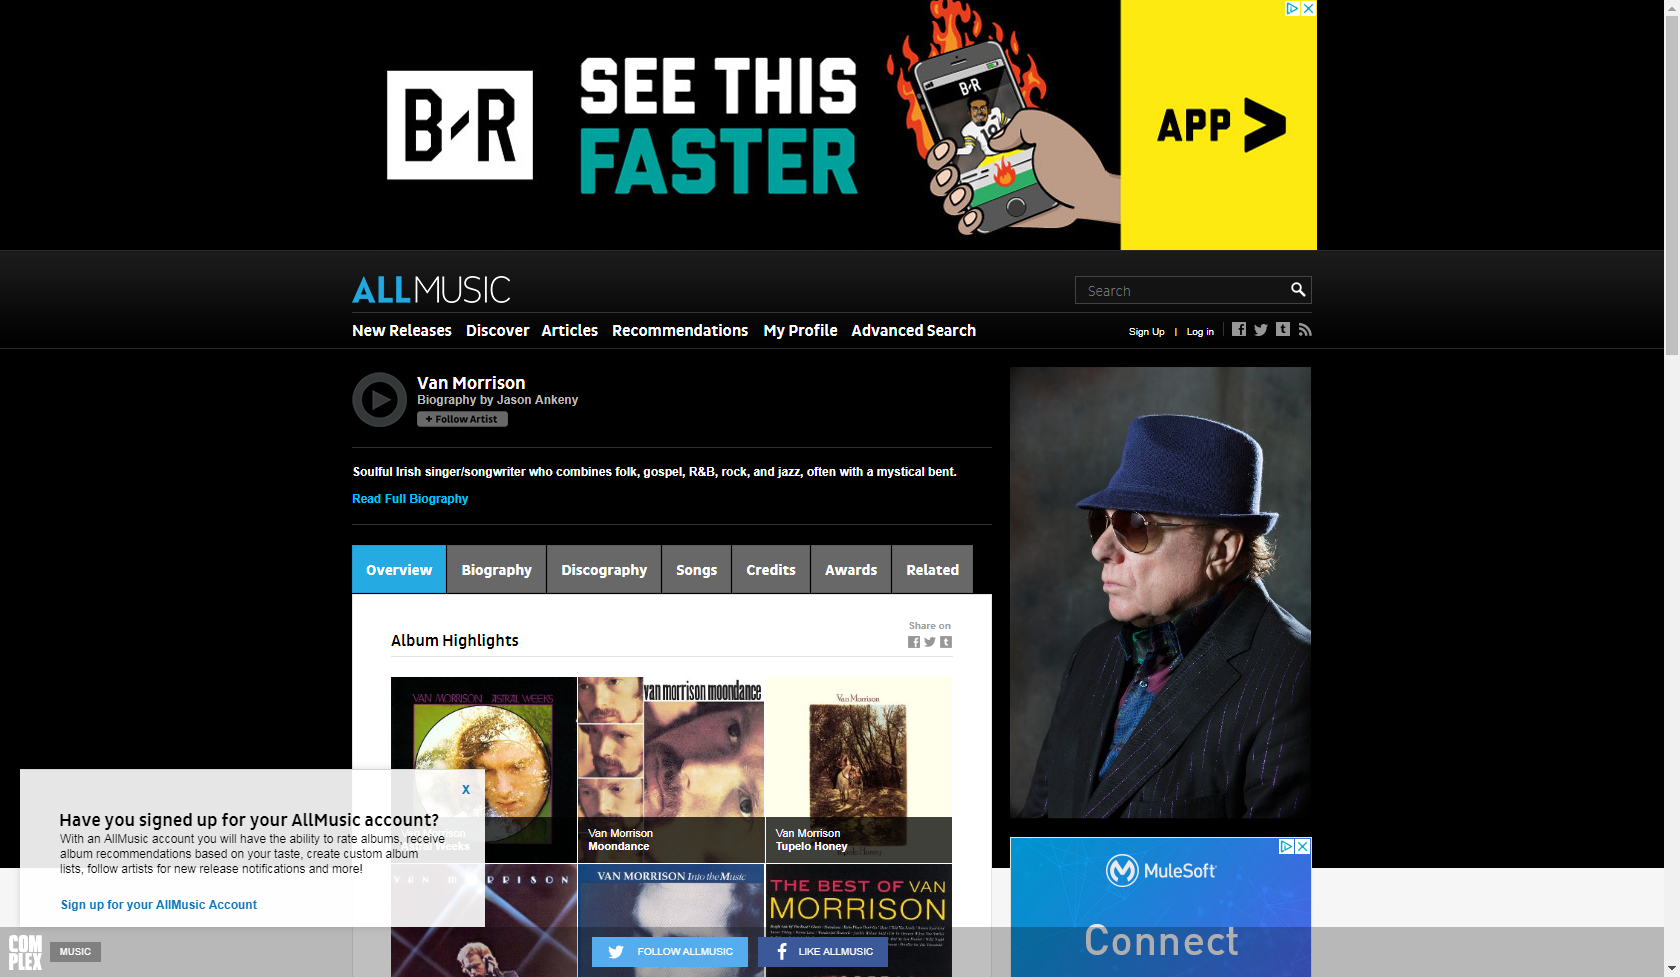 B-R
SEE THIS
FASTER
B-R
APP >
ALLMUSIC
Search
New Releases Discover Articles Recommendations My Profile Advanced Search
Sign Up | Log in
Van Morrison
Biography by Jason Ankeny
+ Follow Artist
Soulful Irish singer/songwriter who combines folk, gospel, R&B, rock, and jazz, often with a mystical bent.
Read Full Biography
Overview Biography Discography Songs Credits Awards Related
Share on
Album Highlights
VAN MORRISON ASTRAL WEEKS
van morrison moondance
Van Morrison
Van Morrison
Moondance
Van Morrison
Tupelo Honey
Tupelo Honey
X
Have you signed up for your AllMusic account?
With an AllMusic account you will have the ability to rate albums, receive
album recommendations based on your taste, create custom album
lists, follow artists for new release notifications and more!
Sign up for your AllMusic Account
VAN MORRISON
VAN MORRISON Into the Music
THE BEST OF VAN
MORRISON
MuleSoft
Connect
COMPLEX
MUSIC
FOLLOW ALLMUSIC
LIKE ALLMUSIC